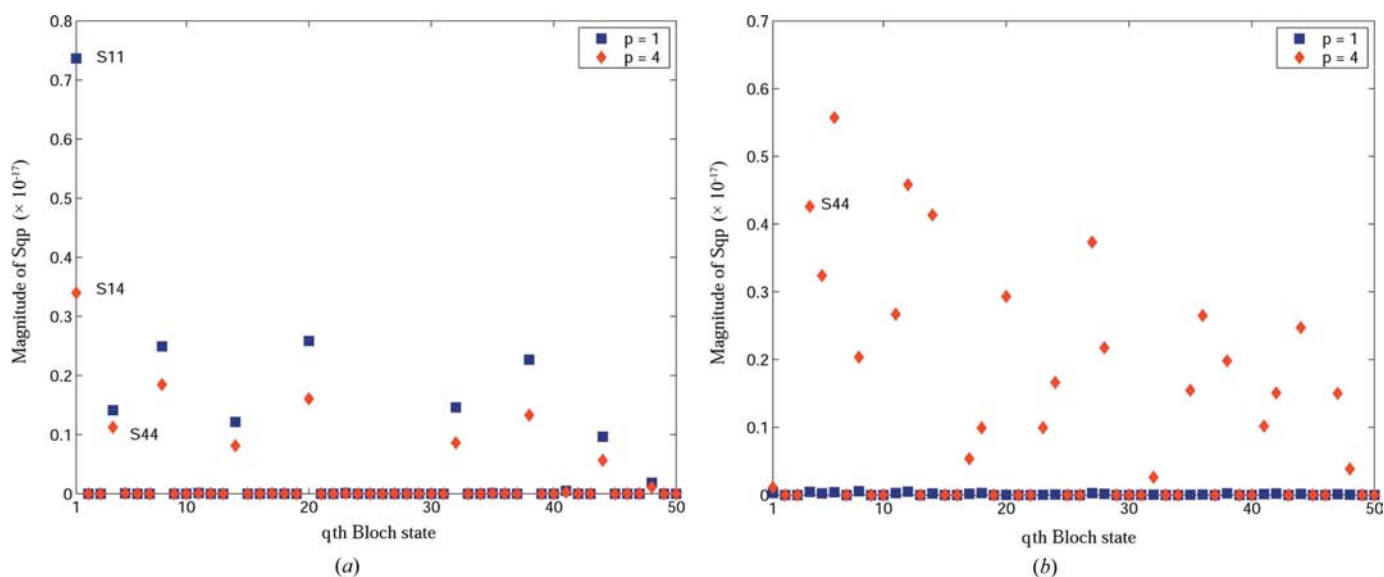 0.8
0.7
0.6
0.5
0.4
0.3
0.2
0.1
0
Magnitude of Sqp (× 10⁻¹⁷)
S11
S14
S44
p = 1
p = 4
1 10 20 30 40 50
qth Bloch state
(a)
0.7
0.6
0.5
0.4
0.3
0.2
0.1
0
Magnitude of Sqp (× 10⁻¹⁷)
S44
p = 1
p = 4
1 10 20 30 40 50
qth Bloch state
(b)